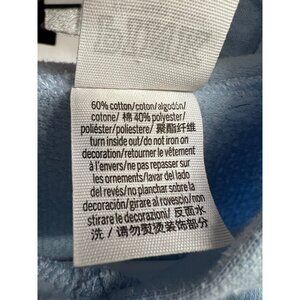 60% cotton/coton/algodón/
cotone/ 棉 40% polyester/
poliéster/poliestere/ 聚酯纤维
turn inside out/do not iron on
decoration/retourner le vêtement
à l'envers/ne pas repasser sur
les ornements/lavar del lado
del revés/no planchar sobre la
decoración/girare al rovescio/non
stirare le decorazioni/ 反面水
洗 / 请勿熨烫装饰部分